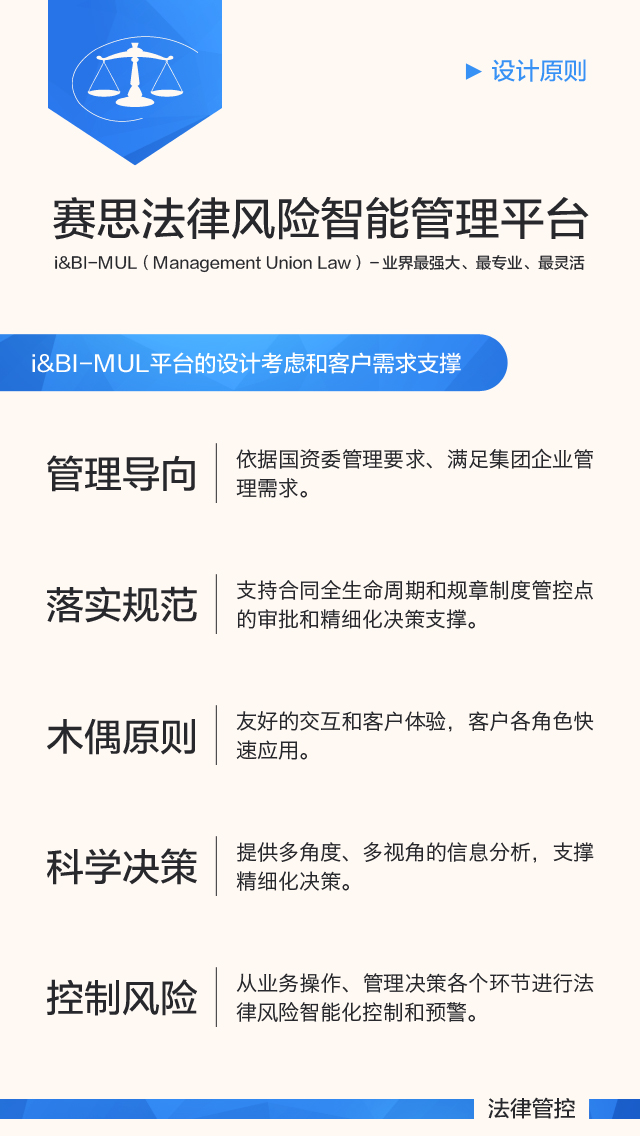 ▶ 设计原则
赛思法律风险智能管理平台
i&BI-MUL（Management Union Law）-业界最强大、最专业、最灵活
i&BI-MUL平台的设计考虑和客户需求支撑
管理导向
依据国资委管理要求、满足集团企业管
理需求。
落实规范
支持合同全生命周期和规章制度管控点
的审批和精细化决策支撑。
木偶原则
友好的交互和客户体验，客户各角色快
速应用。
科学决策
提供多角度、多视角的信息分析，支撑
精细化决策。
控制风险
从业务操作、管理决策各个环节进行法
律风险智能化控制和预警。
法律管控